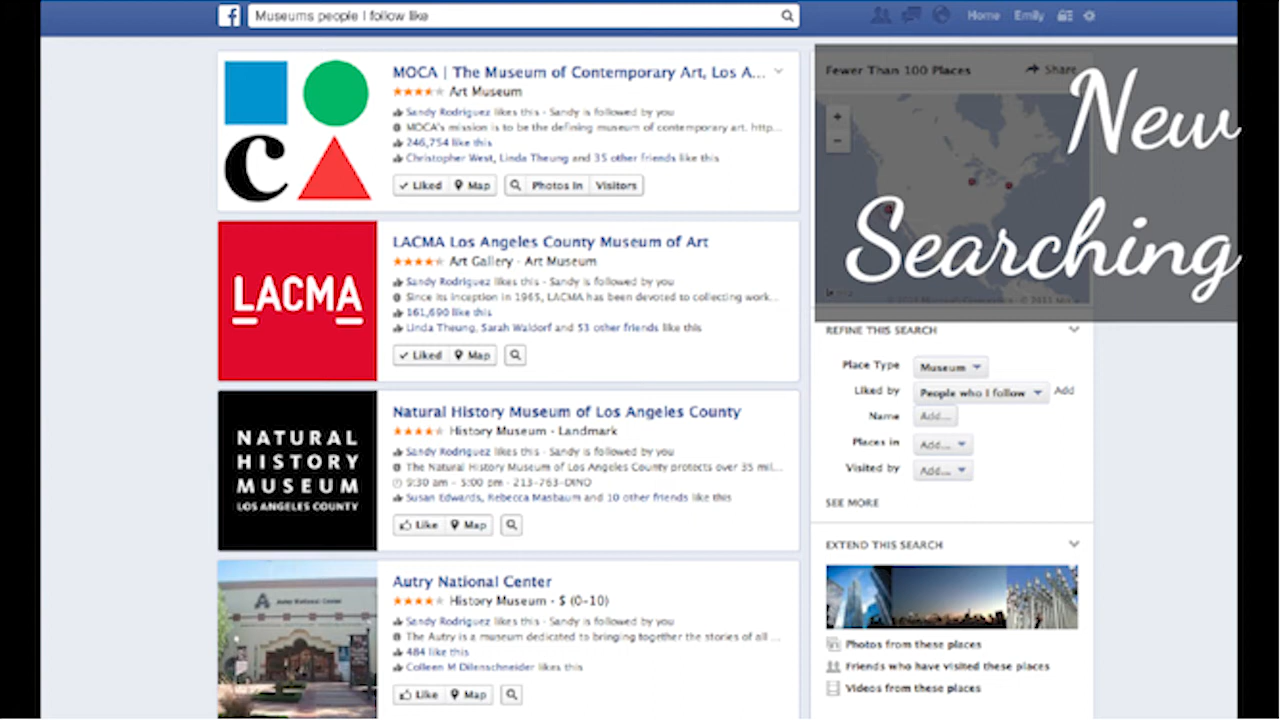 Museums people I follow like
Home Emily
MOCA | The Museum of Contemporary Art, Los A...
Art Museum
Sandy Rodriguez likes this · Sandy is followed by you
MOCA's mission is to be the defining museum of contemporary art. http...
246,754 like this
Christopher West, Linda Theung and 35 other friends like this
Liked Map Photos In Visitors
LACMA
LACMA Los Angeles County Museum of Art
Art Gallery · Art Museum
Sandy Rodriguez likes this · Sandy is followed by you
Since its inception in 1965, LACMA has been devoted to collecting work...
161,690 like this
Linda Theung, Sarah Waldorf and 53 other friends like this
Liked Map
NATURAL
HISTORY
MUSEUM
LOS ANGELES COUNTY
Natural History Museum of Los Angeles County
History Museum · Landmark
Sandy Rodriguez likes this · Sandy is followed by you
The Natural History Museum of Los Angeles County protects over 35 mil...
9:30 am - 5:00 pm · 213-763-DINO
Susan Edwards, Rebecca Masbaum and 10 other friends like this
Like Map
Autry National Center
Autry National Center
History Museum · $ (0-10)
Sandy Rodriguez likes this · Sandy is followed by you
The Autry is a museum dedicated to bringing together the stories of all ...
484 like this
Colleen M Dilenschneider likes this
Like Map
Fewer Than 100 Places Share
New
Searching
REFINE THIS SEARCH
Place Type Museum
Liked by People who I follow Add
Name Add...
Places in Add...
Visited by Add...
SEE MORE
EXTEND THIS SEARCH
Photos from these places
Friends who have visited these places
Videos from these places